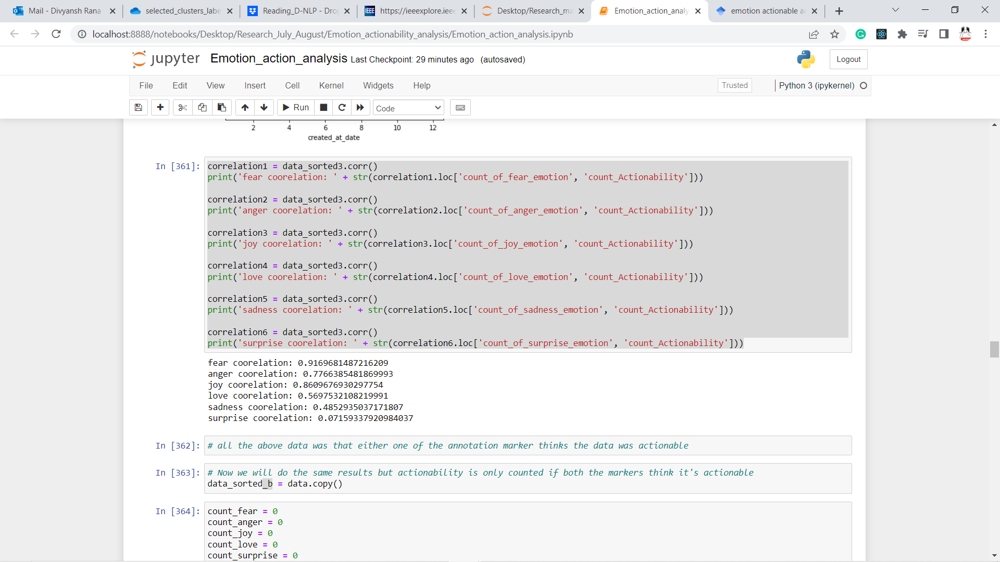 Mail - Divyansh Rana
selected_clusters_labe
Reading_D-NLP - Dro
IEEE
https://ieeexplore.ieee
Desktop/Research_ma
Emotion_action_analy
emotion actionable a
localhost:8888/notebooks/Desktop/Research_July_August/Emotion_actionability_analysis/Emotion_action_analysis.ipynb
jupyter Emotion_action_analysis Last Checkpoint: 29 minutes ago (autosaved)
Logout
File Edit View Insert Cell Kernel Widgets Help
Trusted
Python 3 (ipykernel)
Run
Code
2 4 6 8 10 12
created_at_date
In [361]:
correlation1 = data_sorted3.corr()
print('fear coorelation: ' + str(correlation1.loc['count_of_fear_emotion', 'count_Actionability']))
correlation2 = data_sorted3.corr()
print('anger coorelation: ' + str(correlation2.loc['count_of_anger_emotion', 'count_Actionability']))
correlation3 = data_sorted3.corr()
print('joy coorelation: ' + str(correlation3.loc['count_of_joy_emotion', 'count_Actionability']))
correlation4 = data_sorted3.corr()
print('love coorelation: ' + str(correlation4.loc['count_of_love_emotion', 'count_Actionability']))
correlation5 = data_sorted3.corr()
print('sadness coorelation: ' + str(correlation5.loc['count_of_sadness_emotion', 'count_Actionability']))
correlation6 = data_sorted3.corr()
print('surprise coorelation: ' + str(correlation6.loc['count_of_surprise_emotion', 'count_Actionability']))
fear coorelation: 0.9169681487216209
anger coorelation: 0.7766385481869993
joy coorelation: 0.8609676930297754
love coorelation: 0.5697532108219991
sadness coorelation: 0.4852935037171807
surprise coorelation: 0.07159337920984037
In [362]:
# all the above data was that either one of the annotation marker thinks the data was actionable
In [363]:
# Now we will do the same results but actionability is only counted if both the markers think it's actionable
data_sorted_b = data.copy()
In [364]:
count_fear = 0
count_anger = 0
count_joy = 0
count_love = 0
count_surprise = 0